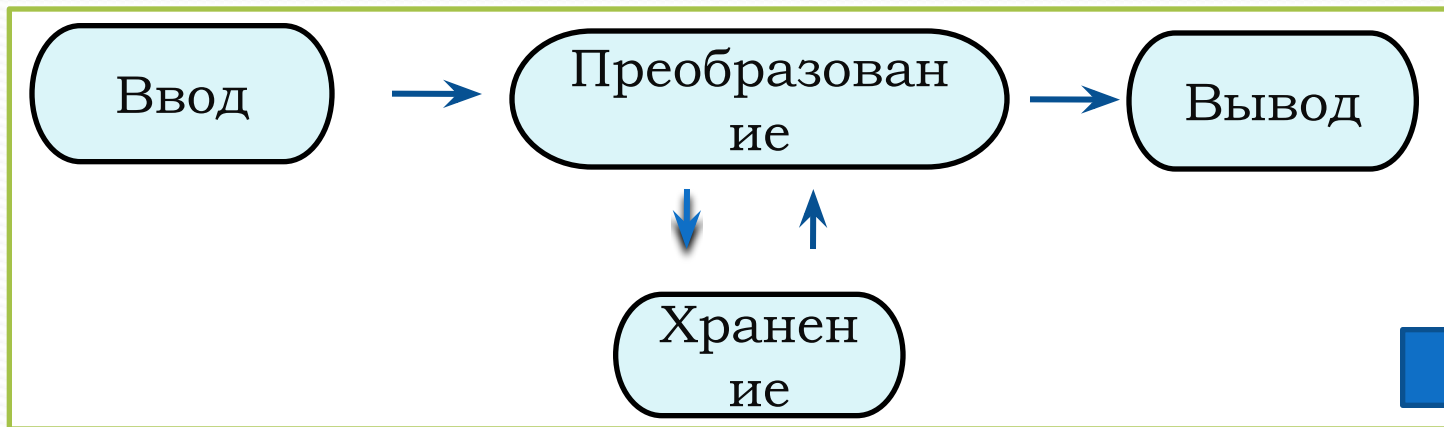 Ввод
Преобразован
ие
Вывод
Хранен
ие